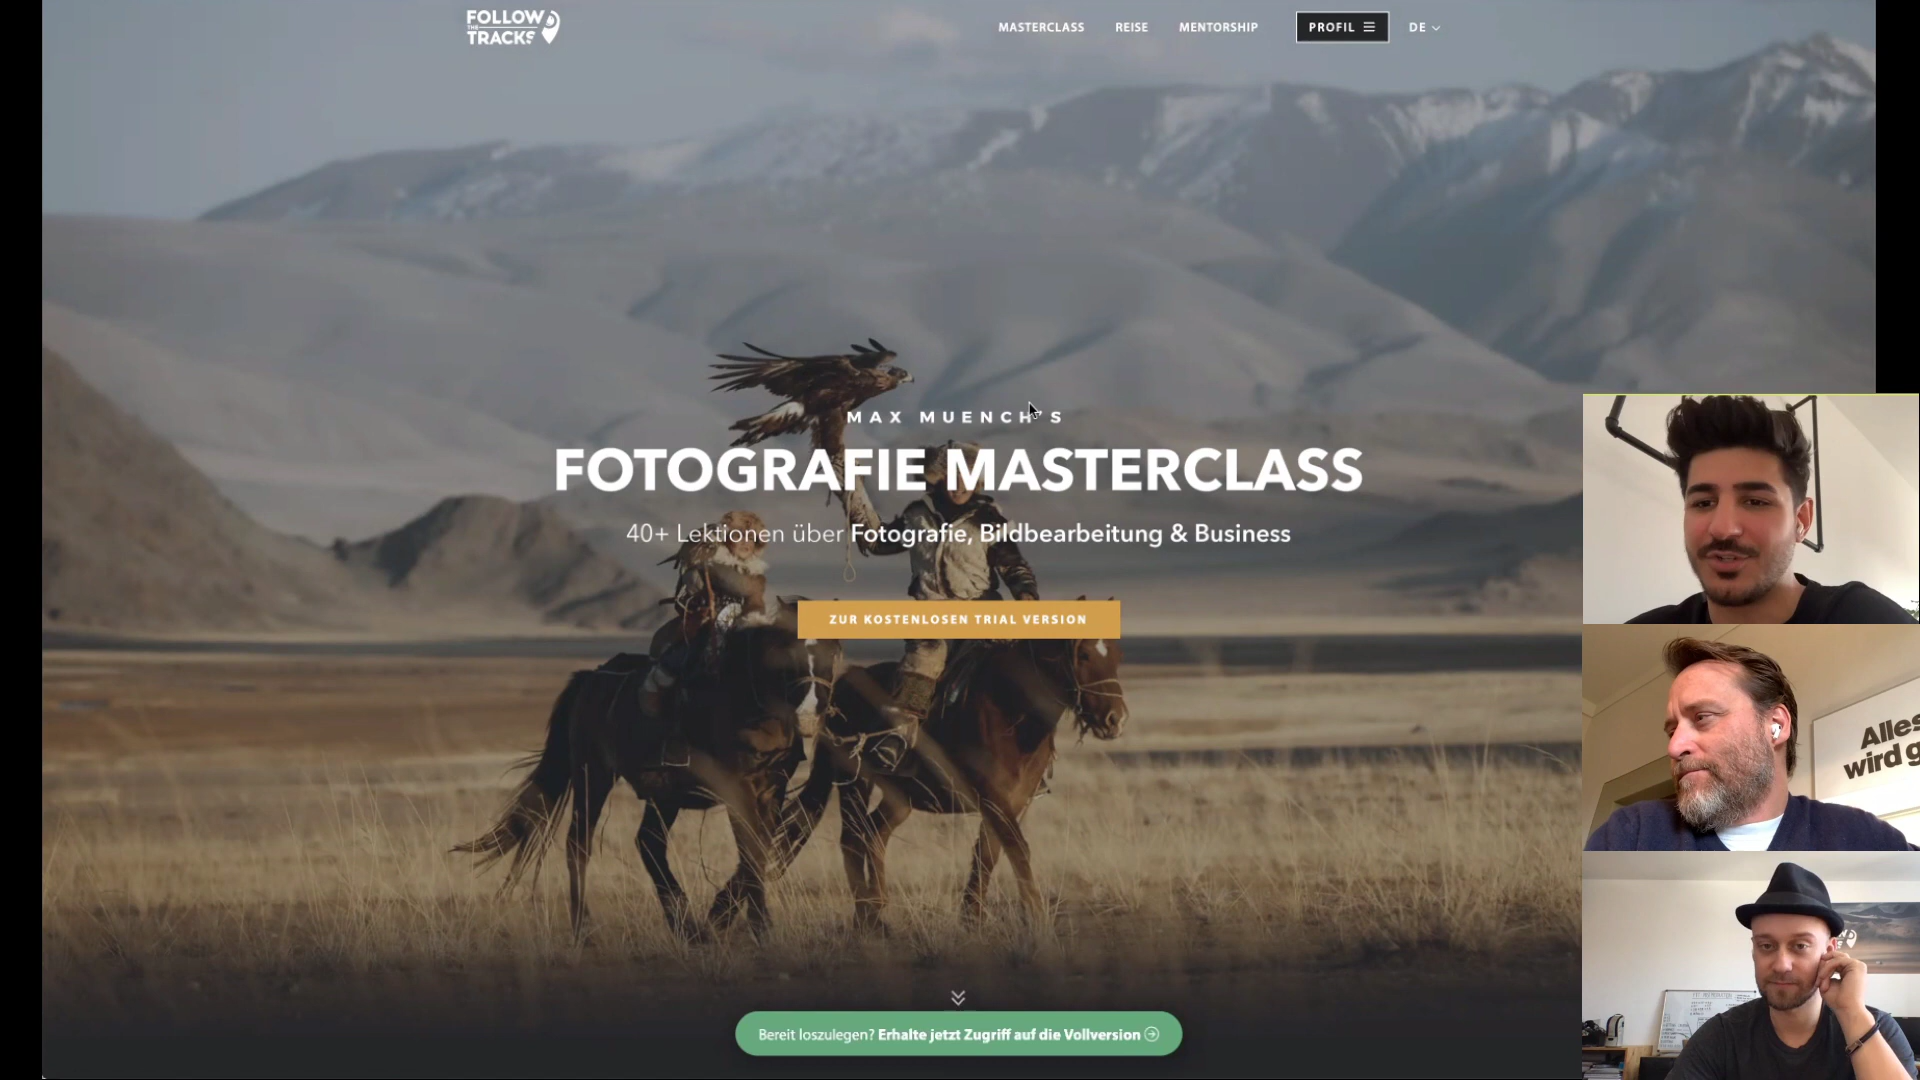 FOLLOW
THE
TRACKS
MASTERCLASS
REISE
MENTORSHIP
PROFIL
DE
MAX MUENCH'S
FOTOGRAFIE MASTERCLASS
40+ Lektionen über Fotografie, Bildbearbeitung & Business
ZUR KOSTENLOSEN TRIAL VERSION
Bereit loszulegen? Erhalte jetzt Zugriff auf die Vollversion
Alles
wird g